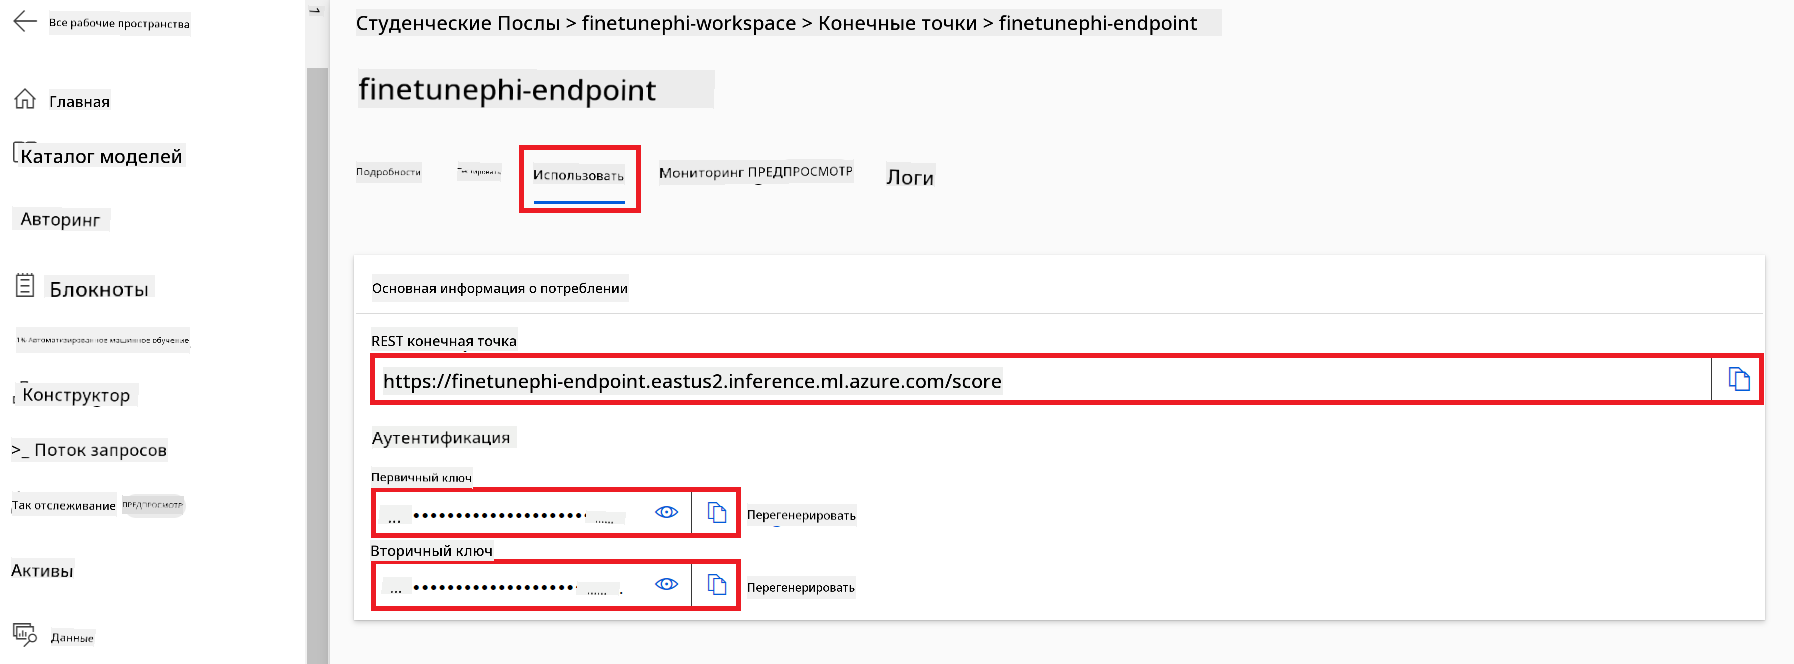 Все рабочие пространства
Главная
Каталог моделей
Авторинг
Блокноты
1% Автоматизированное машинное обучение
Конструктор
>_ Поток запросов
Так отслеживание ПРЕДПРОСМОТР
Активы
Данные
Студенческие Послы > finetunephi-workspace > Конечные точки > finetunephi-endpoint
finetunephi-endpoint
Подробности Тестировать Использовать Мониторинг ПРЕДПРОСМОТР Логи
Основная информация о потреблении
REST конечная точка
https://finetunephi-endpoint.eastus2.inference.ml.azure.com/score
Аутентификация
Первичный ключ
Перегенерировать
Вторичный ключ
Перегенерировать